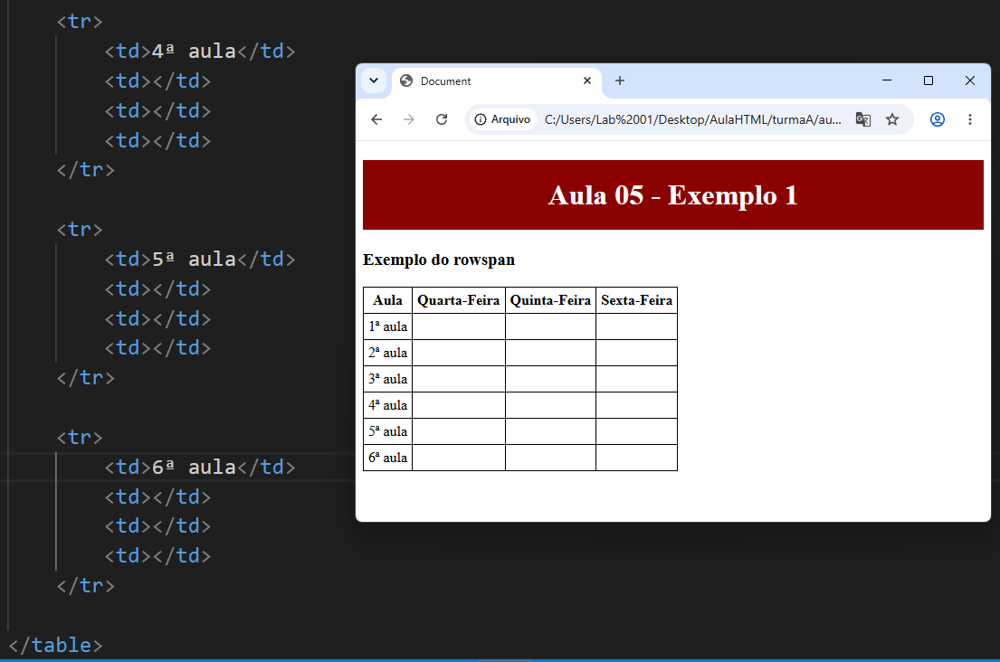 <tr>
<td>4ª aula</td>
<td></td>
<td></td>
<td></td>
</tr>
<tr>
<td>5ª aula</td>
<td></td>
<td></td>
<td></td>
</tr>
<tr>
<td>6ª aula</td>
<td></td>
<td></td>
<td></td>
</tr>
</table>
Document
Arquivo C:/Users/Lab%2001/Desktop/AulaHTML/turmaA/au...
Aula 05 - Exemplo 1
Exemplo do rowspan
Aula Quarta-Feira Quinta-Feira Sexta-Feira
1ª aula
2ª aula
3ª aula
4ª aula
5ª aula
6ª aula